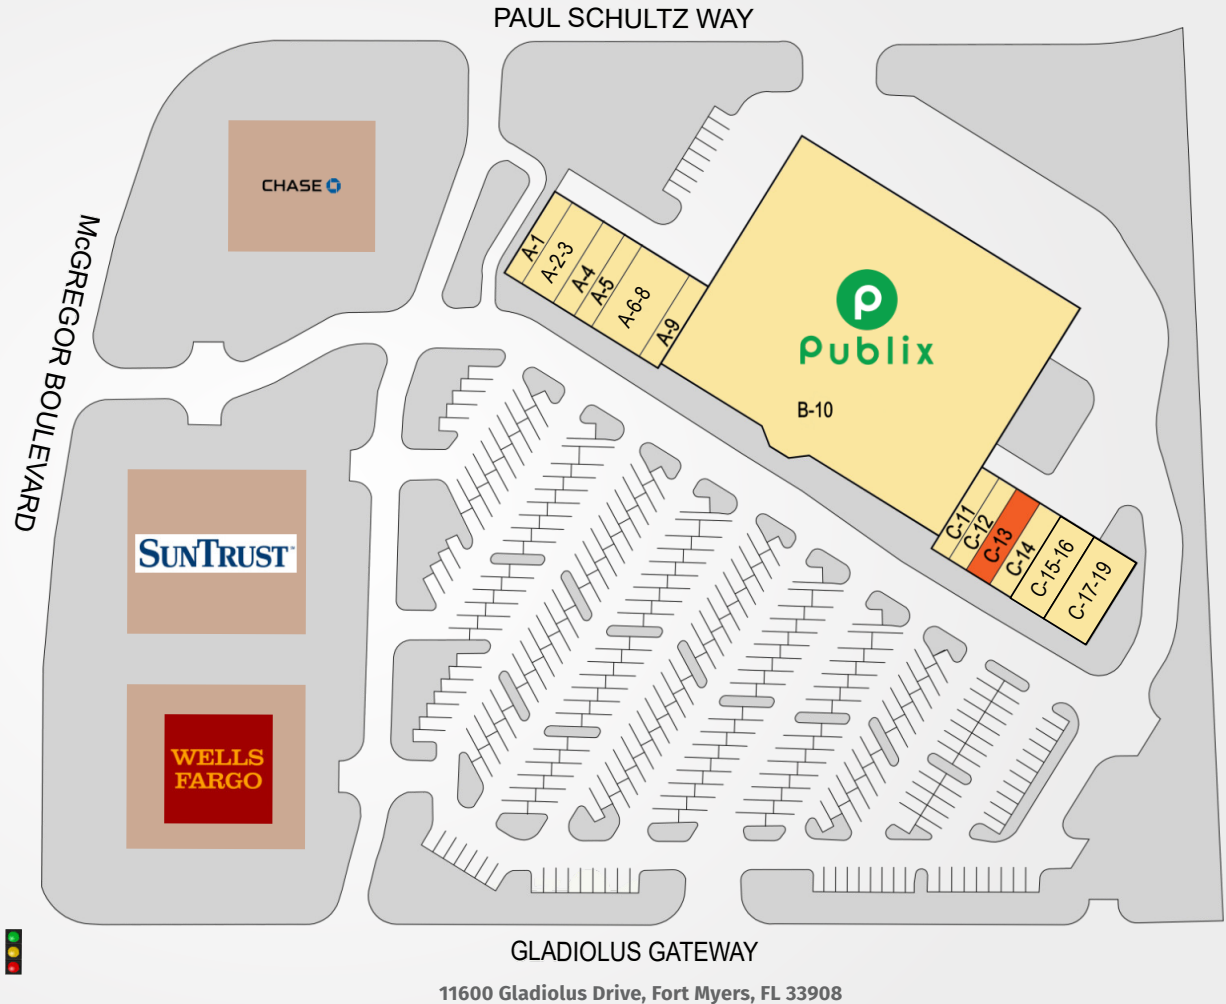 PAUL SCHULTZ WAY
CHASE
McGREGOR BOULEVARD
A-1
A-2-3
A-4
A-5
A-6-8
A-9
Publix
B-10
C-11
C-12
C-13
C-14
C-15-16
C-17-19
SUNTRUST
WELLS
FARGO
GLADIOLUS GATEWAY
11600 Gladiolus Drive, Fort Myers, FL 33908